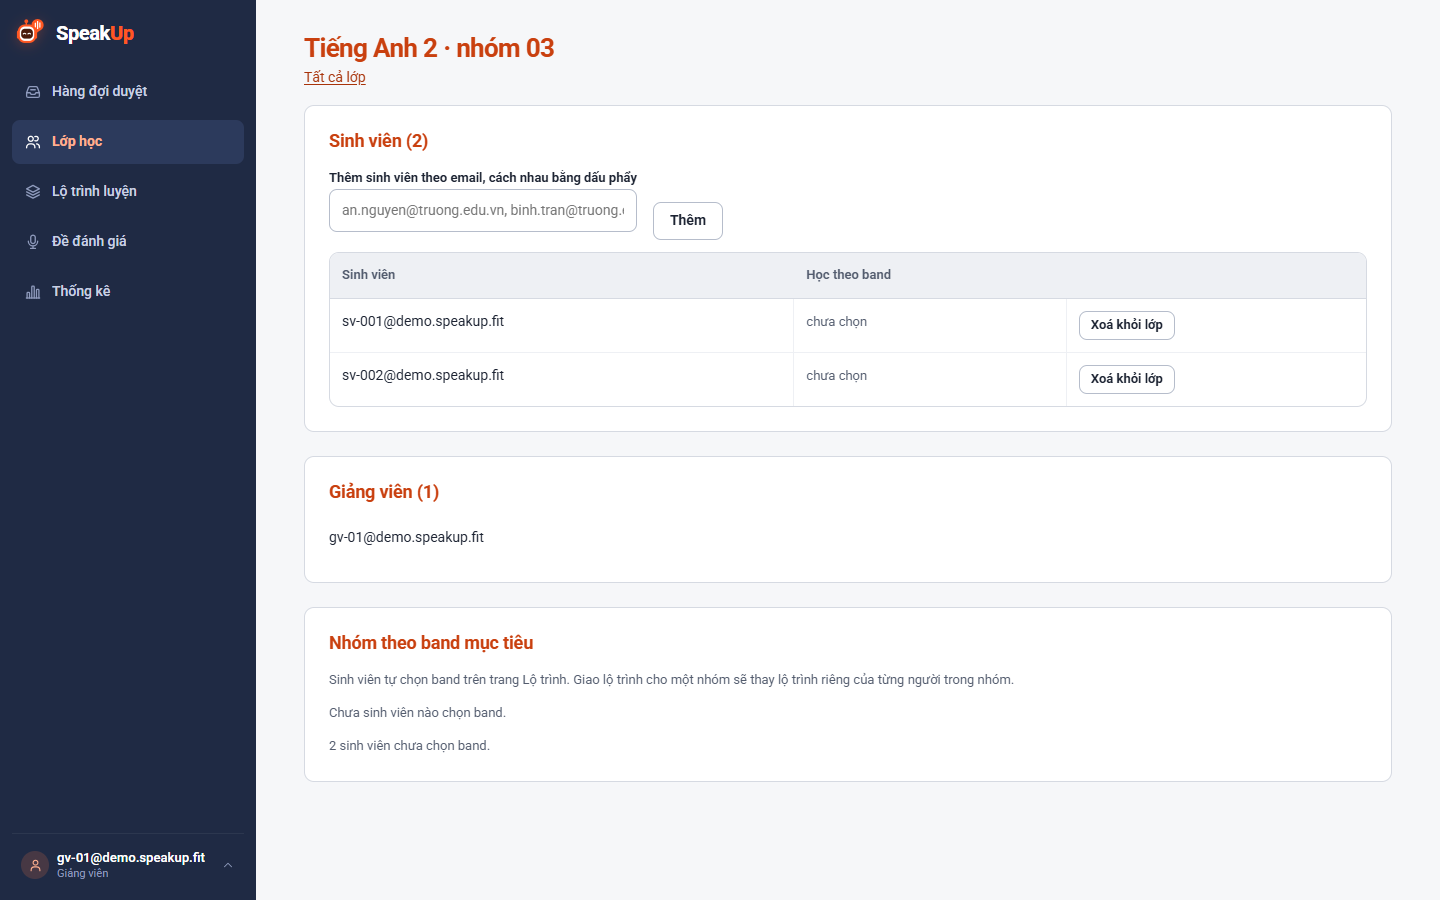 SpeakUp
Hàng đợi duyệt
Lớp học
Lộ trình luyện
Đề đánh giá
Thống kê
gv-01@demo.speakup.fit
Giảng viên
Tiếng Anh 2 · nhóm 03
Tất cả lớp
Sinh viên (2)
Thêm sinh viên theo email, cách nhau bằng dấu phẩy
an.nguyen@truong.edu.vn, binh.tran@truong.
Thêm
Sinh viên Học theo band
sv-001@demo.speakup.fit chưa chọn Xoá khỏi lớp
sv-002@demo.speakup.fit chưa chọn Xoá khỏi lớp
Giảng viên (1)
gv-01@demo.speakup.fit
Nhóm theo band mục tiêu
Sinh viên tự chọn band trên trang Lộ trình. Giao lộ trình cho một nhóm sẽ thay lộ trình riêng của từng người trong nhóm.
Chưa sinh viên nào chọn band.
2 sinh viên chưa chọn band.